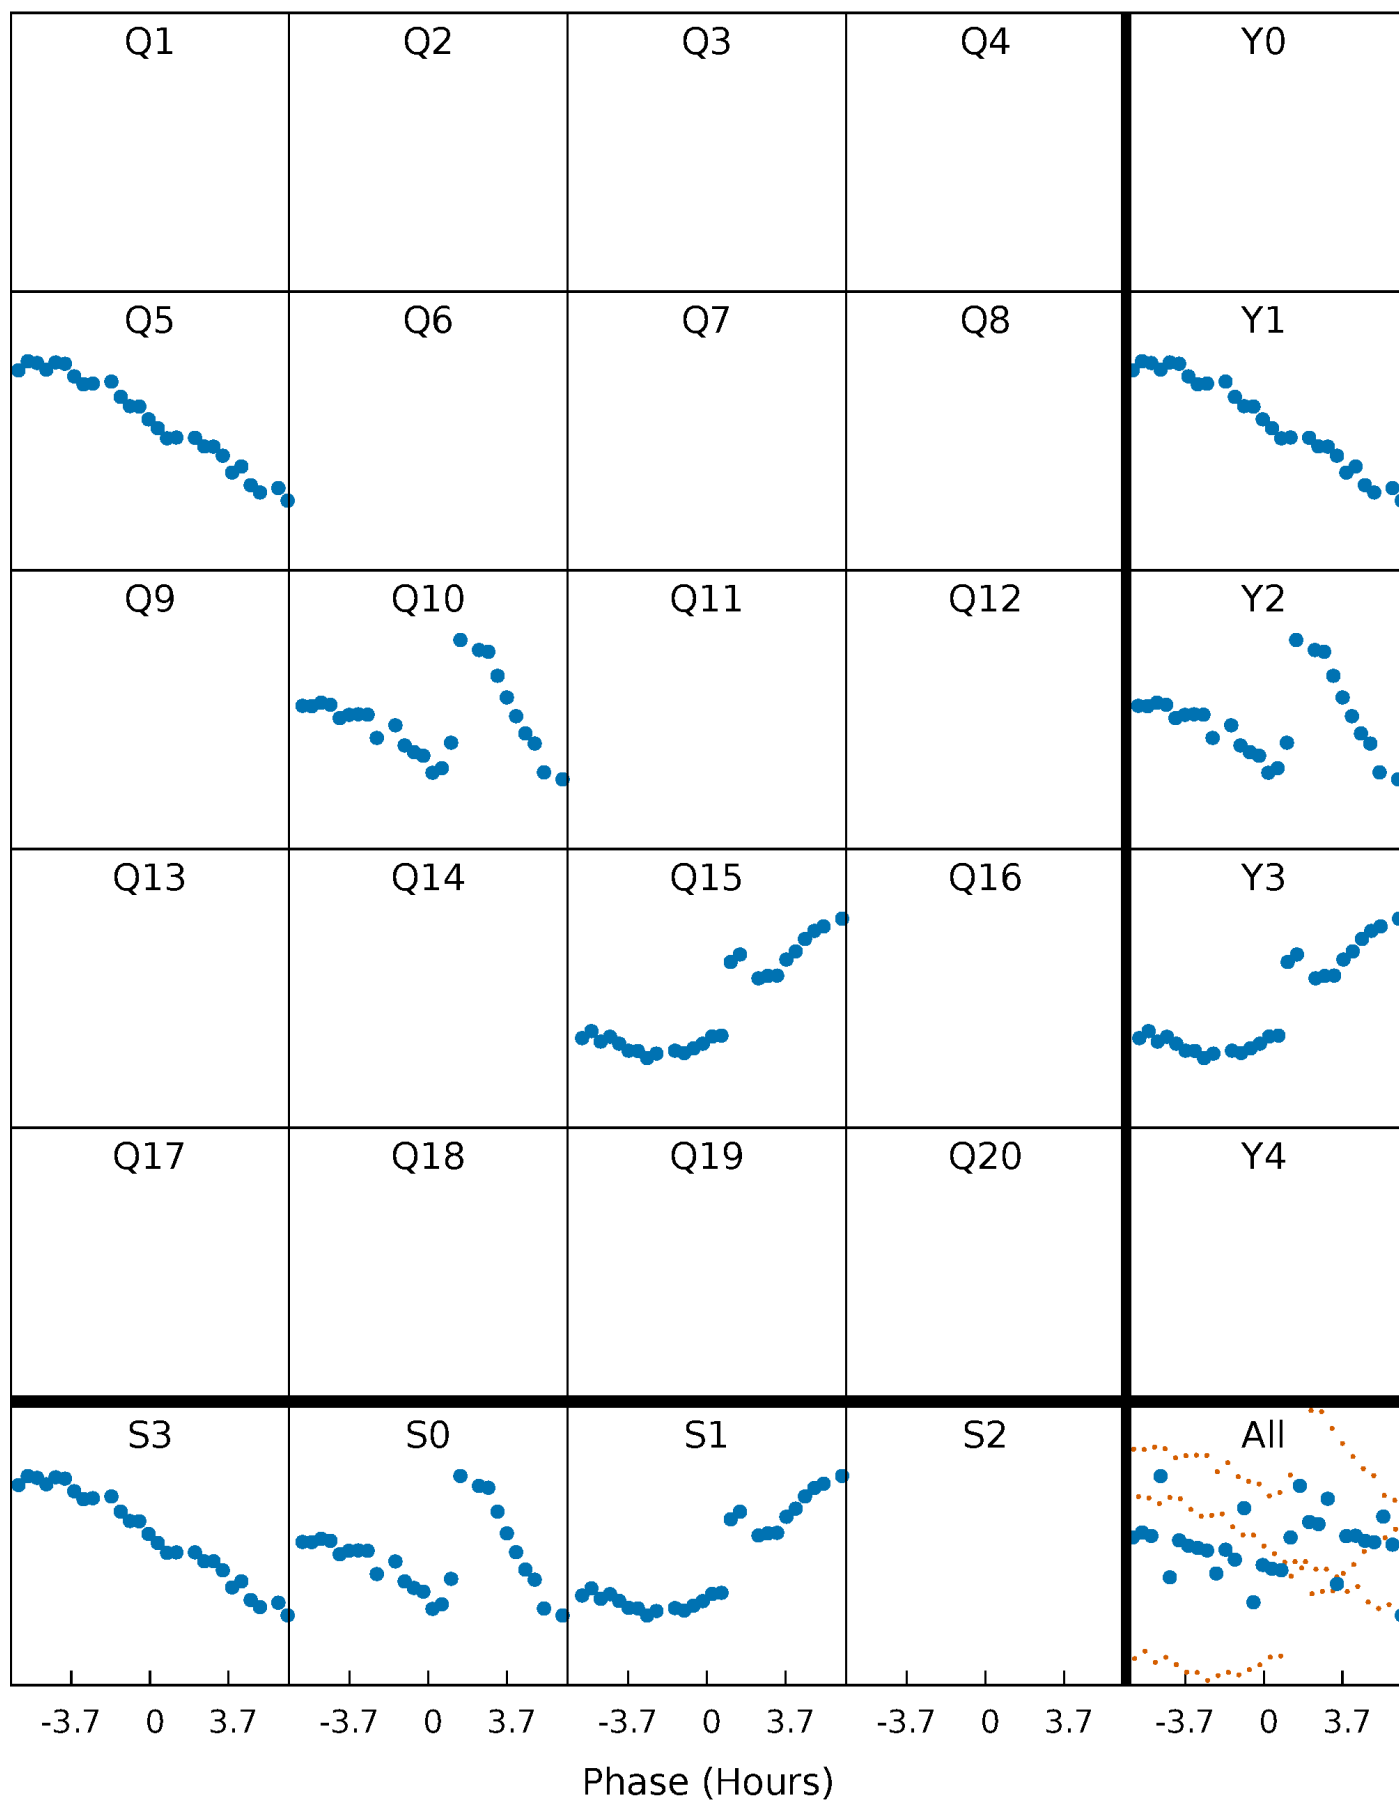 Q1 Q2 Q3 Q4 Y0
Q5 Q6 Q7 Q8 Y1
Q9 Q10 Q11 Q12 Y2
Q13 Q14 Q15 Q16 Y3
Q17 Q18 Q19 Q20 Y4
S3 S0 S1 S2 All
-3.7 0 3.7 -3.7 0 3.7 -3.7 0 3.7 -3.7 0 3.7 -3.7 0 3.7
Phase (Hours)